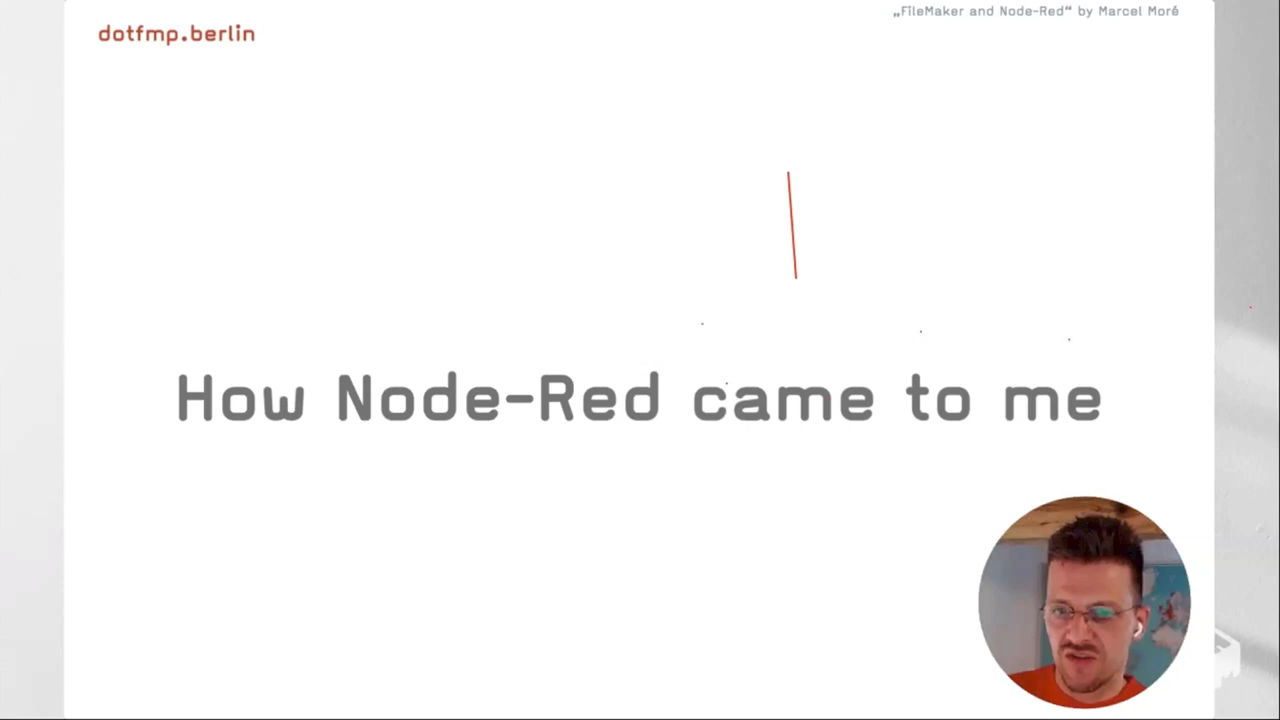 dotfmp.berlin
„FileMaker and Node-Red“ by Marcel Moré
How Node-Red came to me